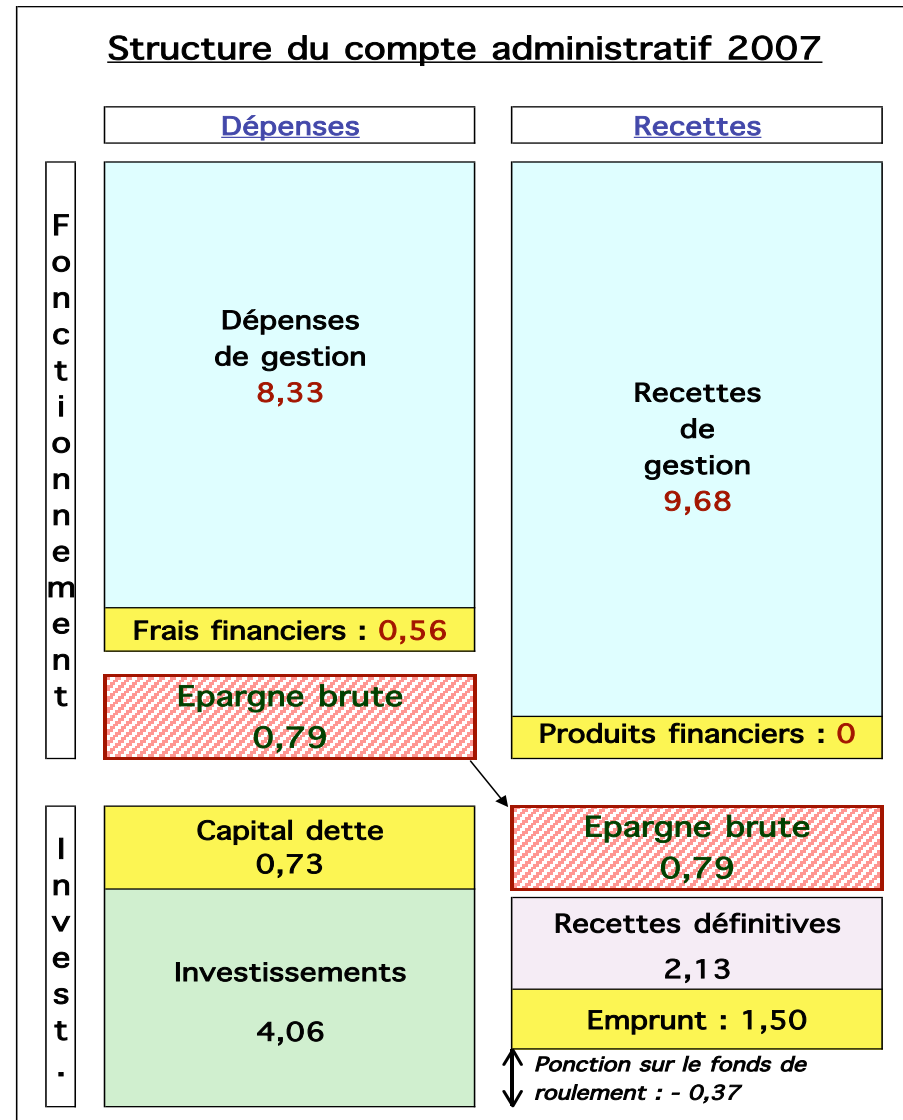 Structure du compte administratif 2007
Dépenses
Recettes
Fonctionnement
Dépenses
de gestion
8,33
Frais financiers : 0,56
Epargne brute
0,79
Recettes
de
gestion
9,68
Produits financiers : 0
Invest.
Capital dette
0,73
Investissements
4,06
Epargne brute
0,79
Recettes définitives
2,13
Emprunt : 1,50
Ponction sur le fonds de
roulement : - 0,37